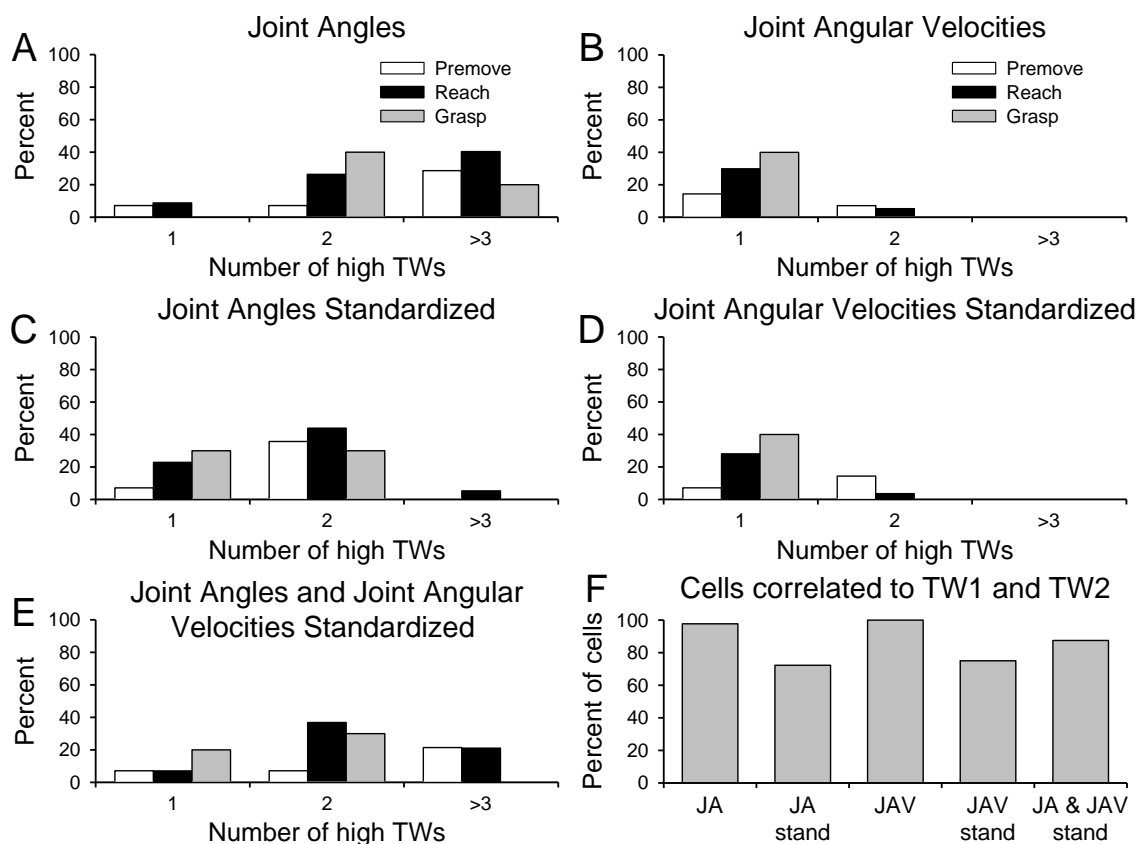 A
Joint Angles
Percent
100
80
60
40
20
0
Premove
Reach
Grasp
1
2
>3
Number of high TWs
B
Joint Angular Velocities
Percent
100
80
60
40
20
0
Premove
Reach
Grasp
1
2
>3
Number of high TWs
C
Joint Angles Standardized
Percent
100
80
60
40
20
0
1
2
>3
Number of high TWs
D
Joint Angular Velocities Standardized
Percent
100
80
60
40
20
0
1
2
>3
Number of high TWs
E
Joint Angles and Joint Angular
Velocities Standardized
Percent
100
80
60
40
20
0
1
2
>3
Number of high TWs
F
Cells correlated to TW1 and TW2
Percent of cells
100
80
60
40
20
0
JA
JA
stand
JAV
JAV
stand
JA & JAV
stand